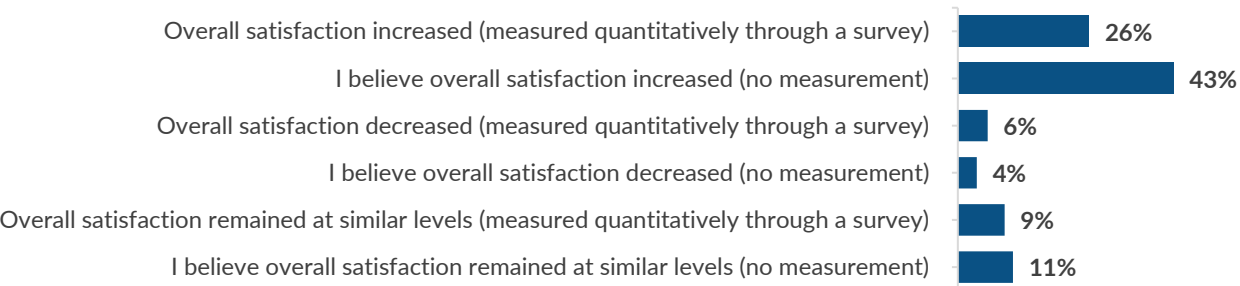 Overall satisfaction increased (measured quantitatively through a survey) 26%
I believe overall satisfaction increased (no measurement) 43%
Overall satisfaction decreased (measured quantitatively through a survey) 6%
I believe overall satisfaction decreased (no measurement) 4%
Overall satisfaction remained at similar levels (measured quantitatively through a survey) 9%
I believe overall satisfaction remained at similar levels (no measurement) 11%